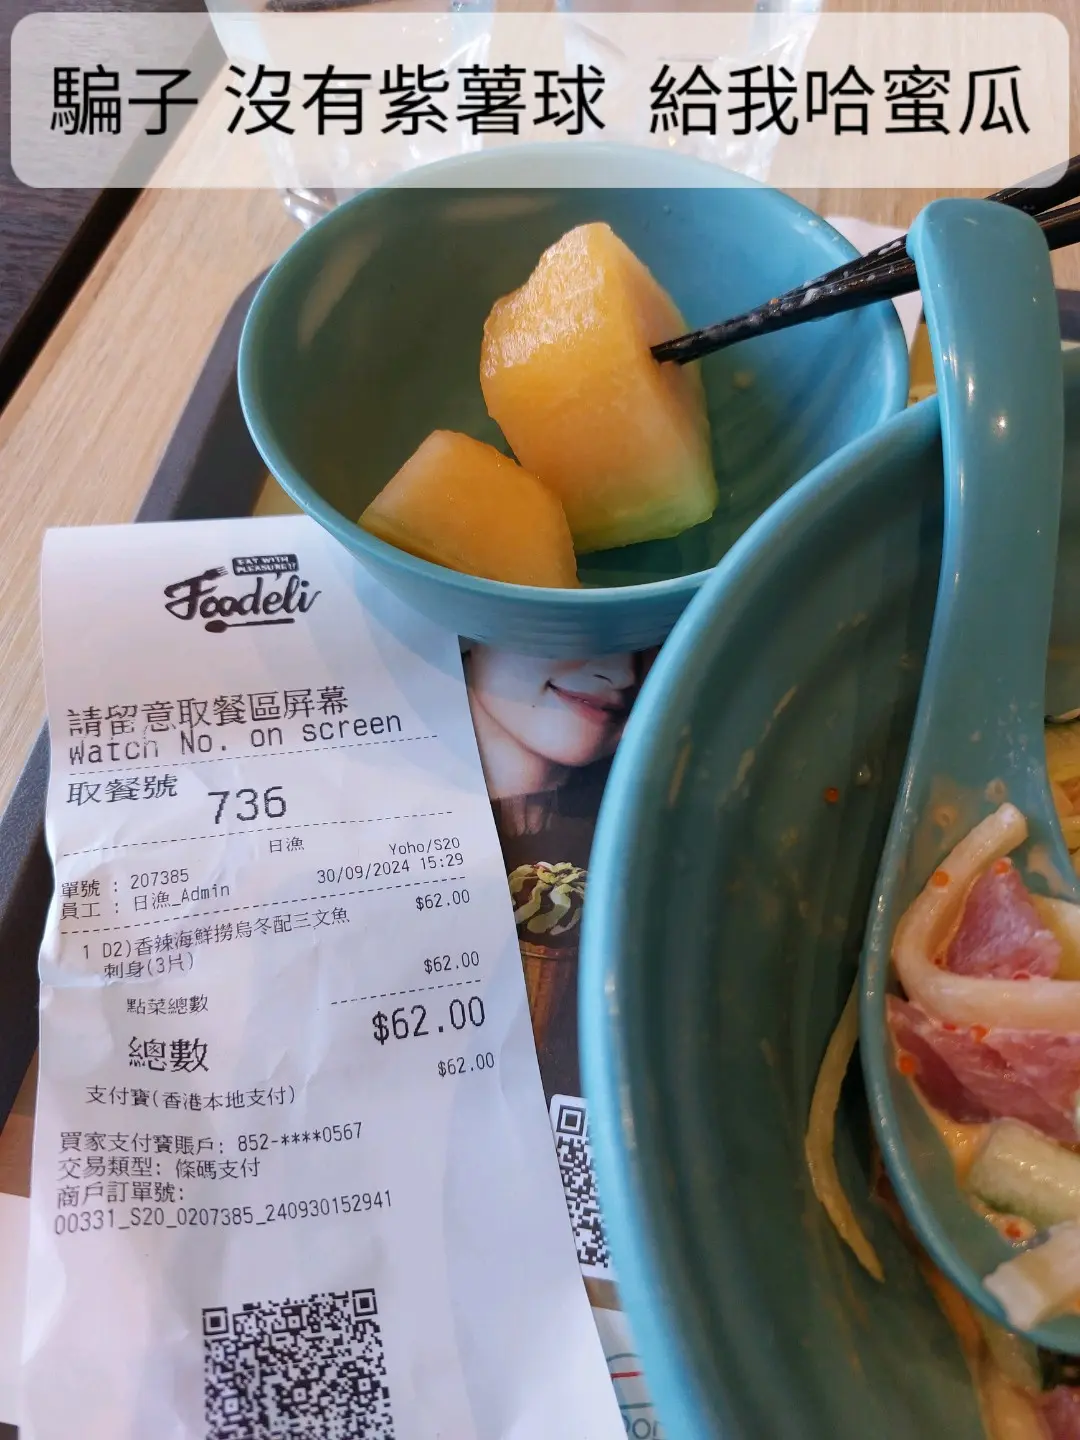 騙子 沒有紫薯球 給我哈蜜瓜
EAT WITH
PLEASURE!!
Foodéli
請留意取餐區屏幕
Watch No. on screen
取餐號 736
日漁 Yoho/S20
單號 : 207385 30/09/2024 15:29
員工 : 日漁_Admin
1 D2)香辣海鮮撈烏冬配三文魚 $62.00
刺身(3片)
點菜總數 $62.00
總數 $62.00
支付寶(香港本地支付) $62.00
買家支付寶賬戶: 852-****0567
交易類型: 條碼支付
商戶訂單號:
00331_S20_0207385_240930152941